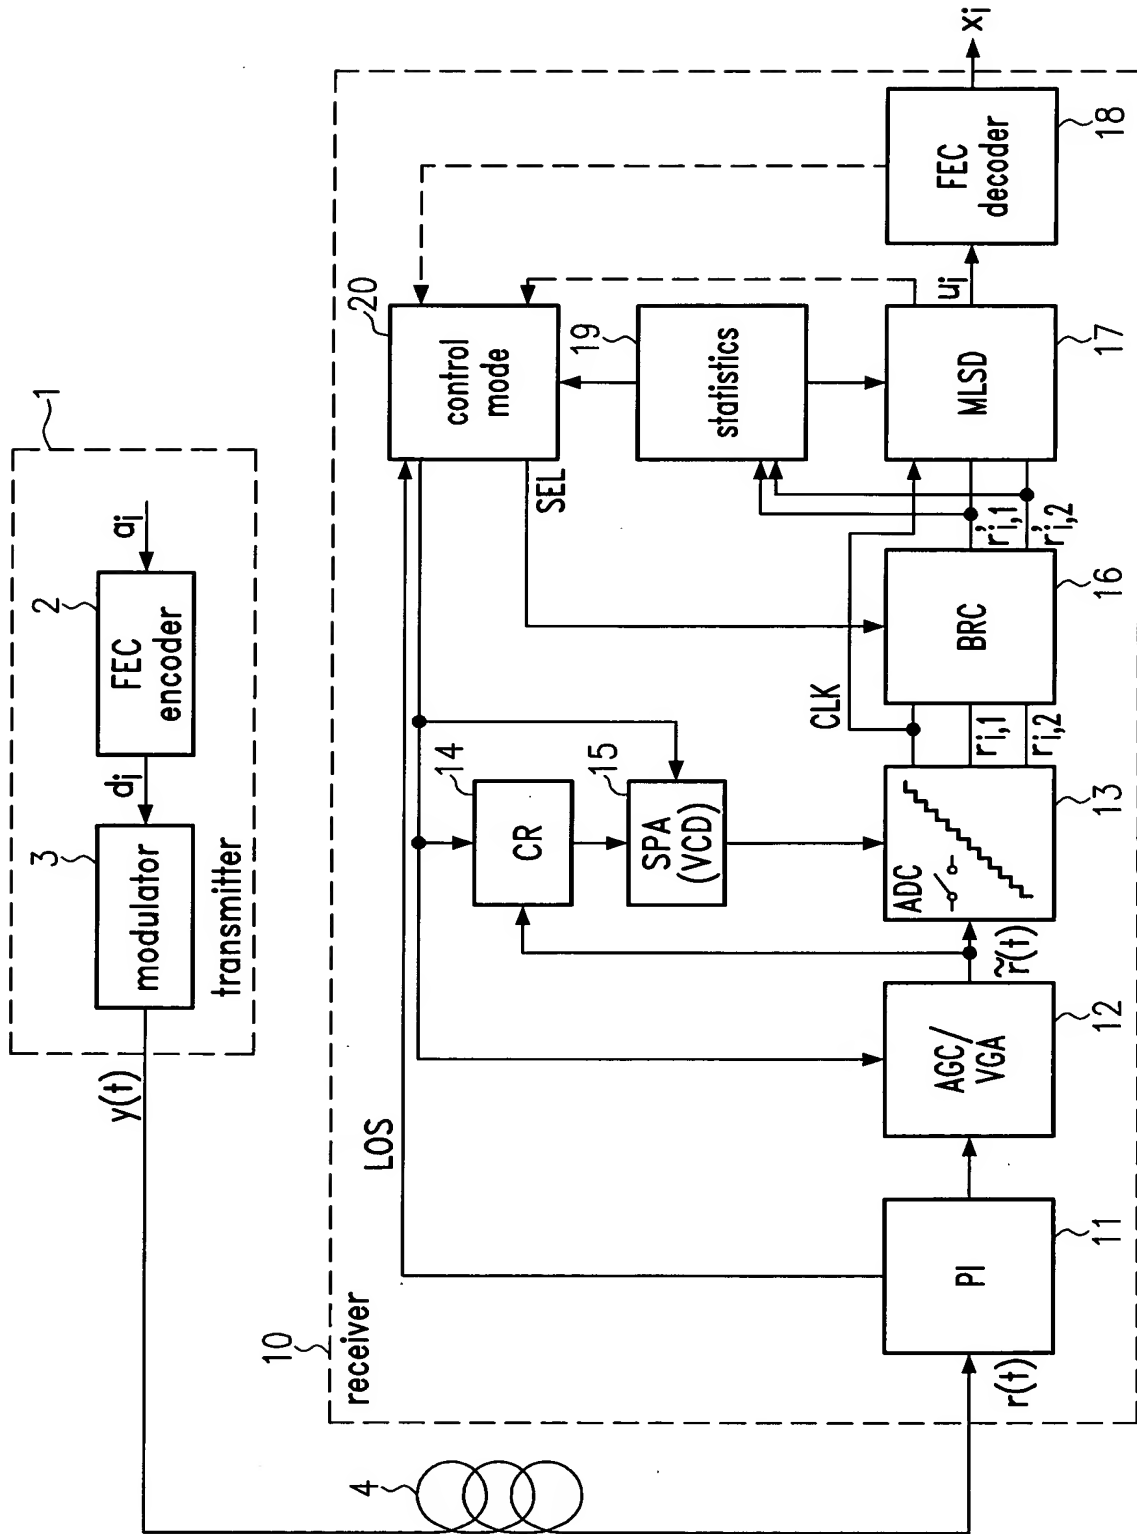 1
a_i
2
FEC
encoder
d_i
3
modulator
transmitter
y(t)
4
10
receiver
r(t)
PI
11
LOS
AGC/
VGA
12
r̃(t)
CR
14
SPA
(VCD)
15
ADC
13
CLK
r_i,1
r_i,2
BRC
16
SEL
r'_i,1
r'_i,2
control
mode
20
statistics
19
MLSD
17
u_i
FEC
decoder
18
x_i